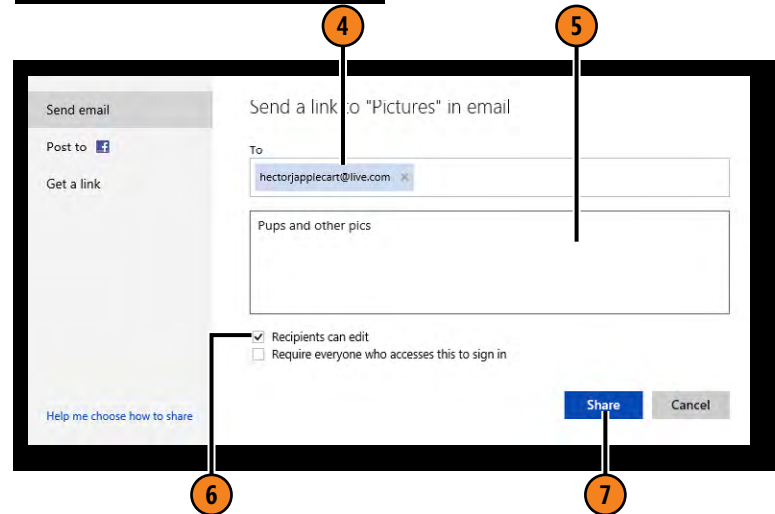 4
5
Send email
Post to
Get a link
Help me choose how to share
Send a link to "Pictures" in email
To
hectorjapplecart@live.com ×
Pups and other pics
Recipients can edit
Require everyone who accesses this to sign in
Share
Cancel
6
7